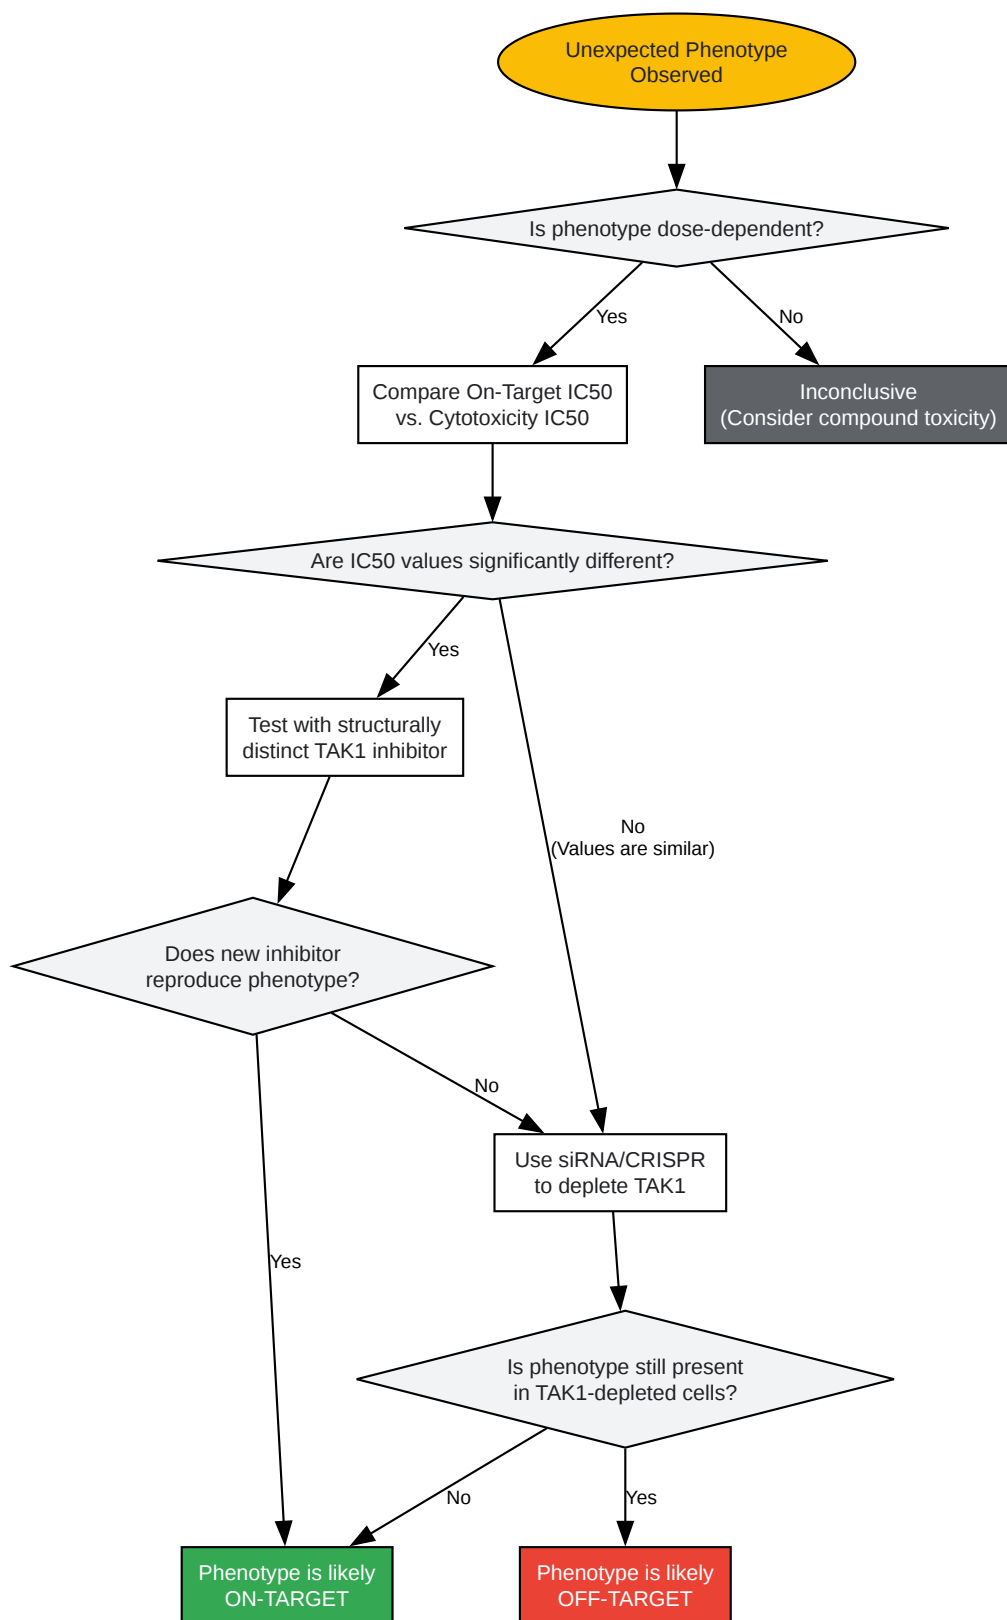 Unexpected Phenotype
Observed
Is phenotype dose-dependent?
Yes
No
Compare On-Target IC50
vs. Cytotoxicity IC50
Inconclusive
(Consider compound toxicity)
Are IC50 values significantly different?
Yes
Test with structurally
distinct TAK1 inhibitor
No
(Values are similar)
Does new inhibitor
reproduce phenotype?
No
Use siRNA/CRISPR
to deplete TAK1
Yes
Is phenotype still present
in TAK1-depleted cells?
No
Yes
Phenotype is likely
ON-TARGET
Phenotype is likely
OFF-TARGET